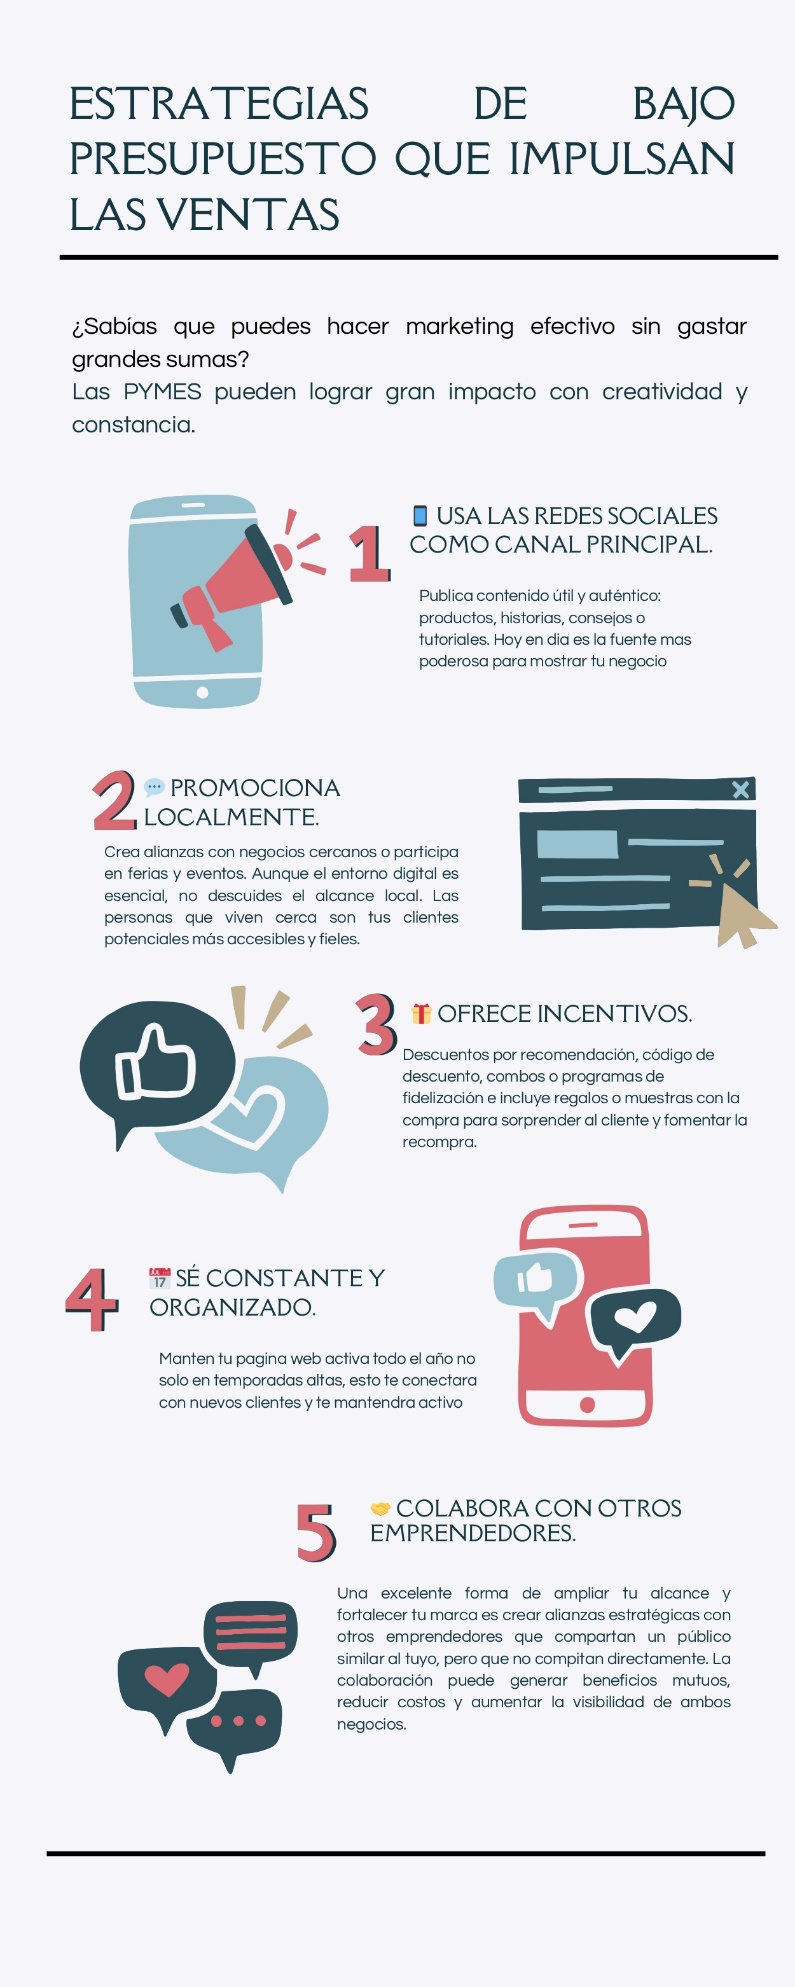 ESTRATEGIAS DE BAJO
PRESUPUESTO QUE IMPULSAN
LAS VENTAS
¿Sabías que puedes hacer marketing efectivo sin gastar
grandes sumas?
Las PYMES pueden lograr gran impacto con creatividad y
constancia.
1
📱 USA LAS REDES SOCIALES
COMO CANAL PRINCIPAL.
Publica contenido útil y auténtico:
productos, historias, consejos o
tutoriales. Hoy en dia es la fuente mas
poderosa para mostrar tu negocio
2
💬 PROMOCIONA
LOCALMENTE.
Crea alianzas con negocios cercanos o participa
en ferias y eventos. Aunque el entorno digital es
esencial, no descuides el alcance local. Las
personas que viven cerca son tus clientes
potenciales más accesibles y fieles.
3
🎁 OFRECE INCENTIVOS.
Descuentos por recomendación, código de
descuento, combos o programas de
fidelización e incluye regalos o muestras con la
compra para sorprender al cliente y fomentar la
recompra.
4
📅 SÉ CONSTANTE Y
ORGANIZADO.
Manten tu pagina web activa todo el año no
solo en temporadas altas, esto te conectara
con nuevos clientes y te mantendra activo
5
🤝 COLABORA CON OTROS
EMPRENDEDORES.
Una excelente forma de ampliar tu alcance y
fortalecer tu marca es crear alianzas estratégicas con
otros emprendedores que compartan un público
similar al tuyo, pero que no compitan directamente. La
colaboración puede generar beneficios mutuos,
reducir costos y aumentar la visibilidad de ambos
negocios.